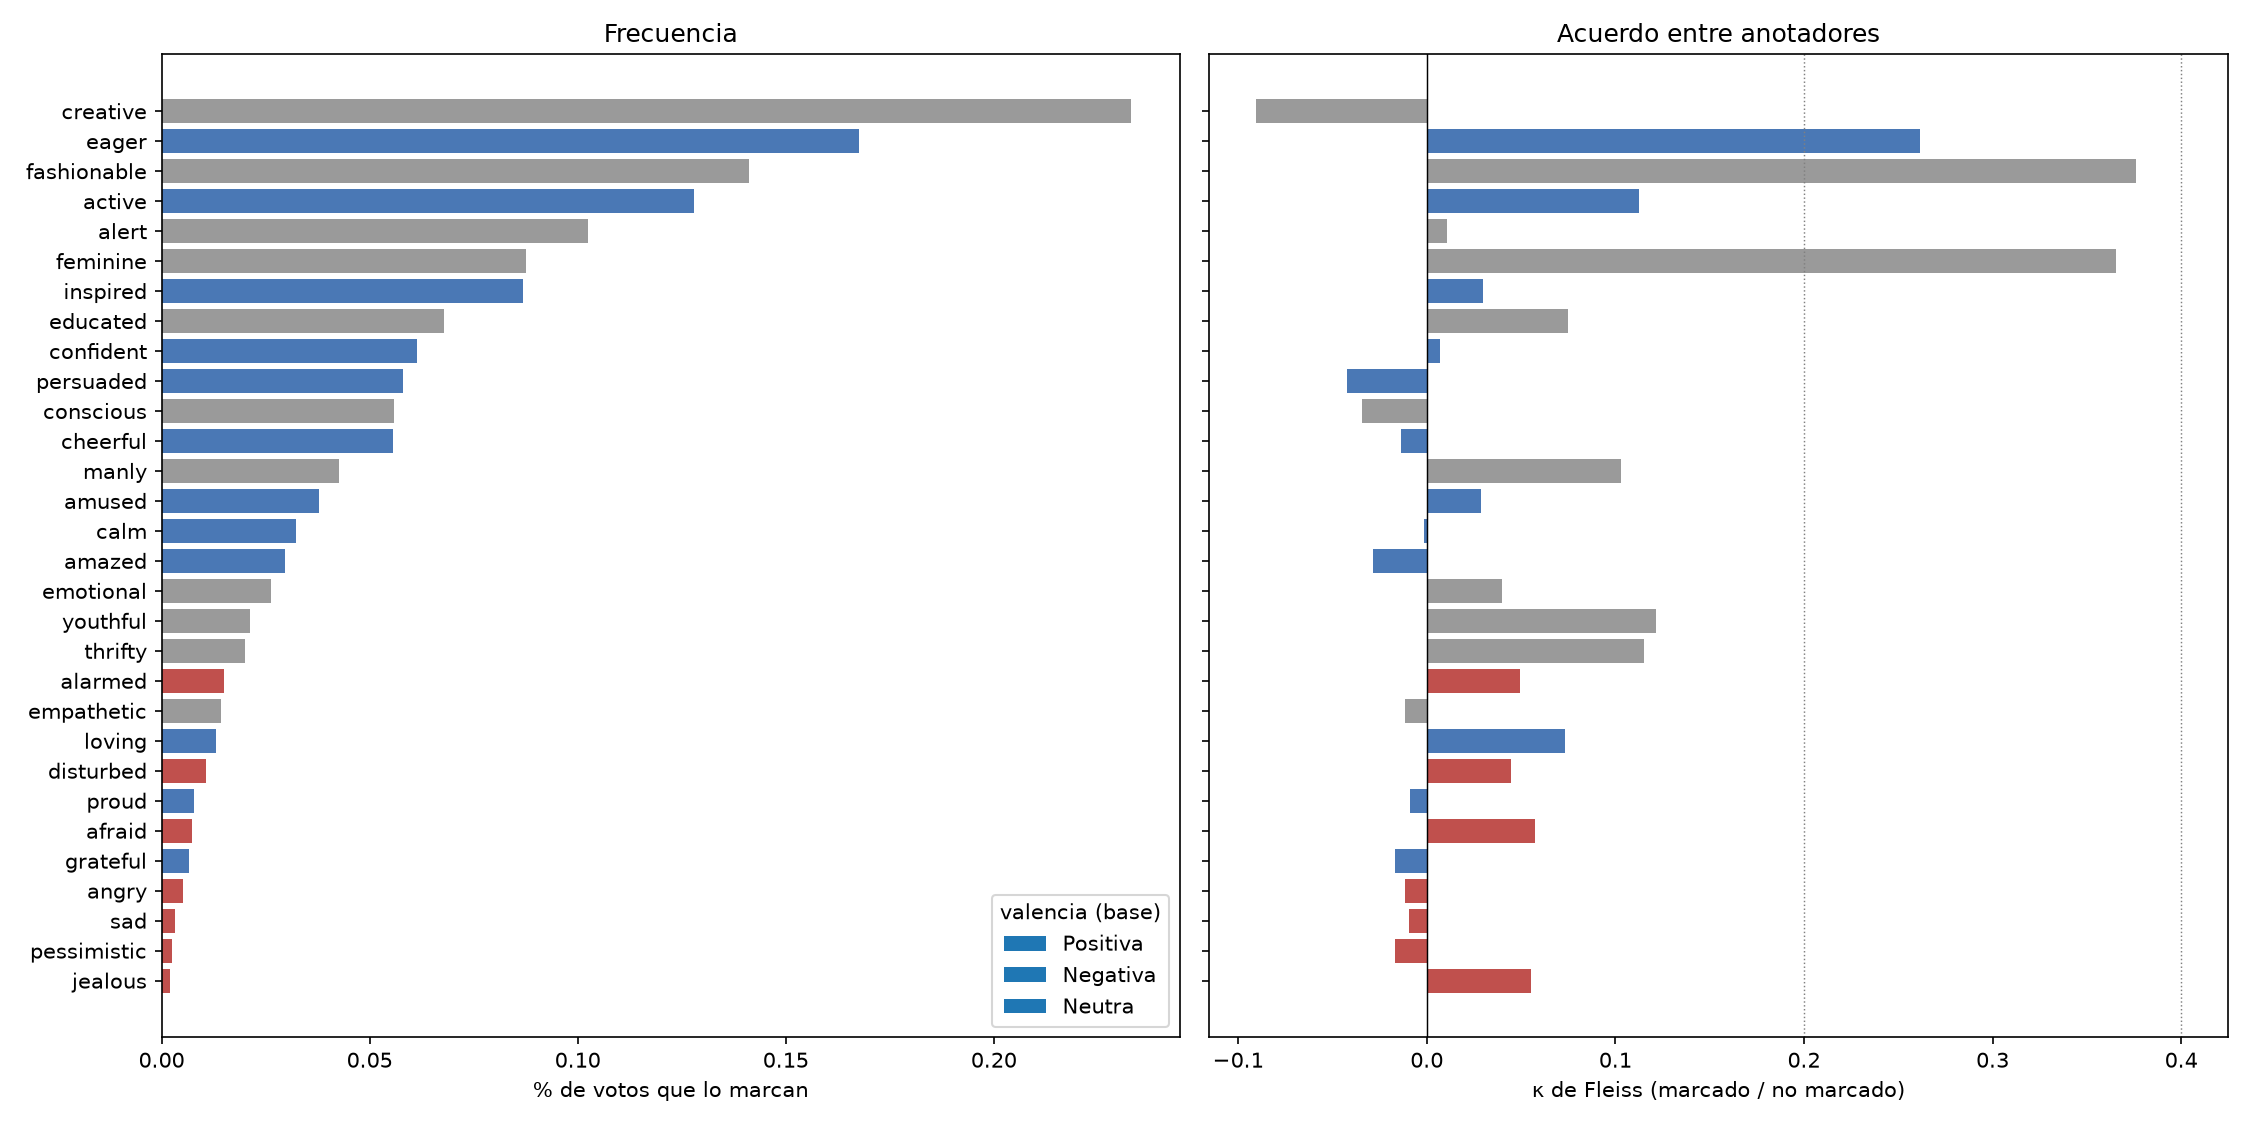 Frecuencia
creative
eager
fashionable
active
alert
feminine
inspired
educated
confident
persuaded
conscious
cheerful
manly
amused
calm
amazed
emotional
youthful
thrifty
alarmed
empathetic
loving
disturbed
proud
afraid
grateful
angry
sad
pessimistic
jealous
valencia (base)
Positiva
Negativa
Neutra
0.00 0.05 0.10 0.15 0.20
% de votos que lo marcan
Acuerdo entre anotadores
−0.1 0.0 0.1 0.2 0.3 0.4
κ de Fleiss (marcado / no marcado)